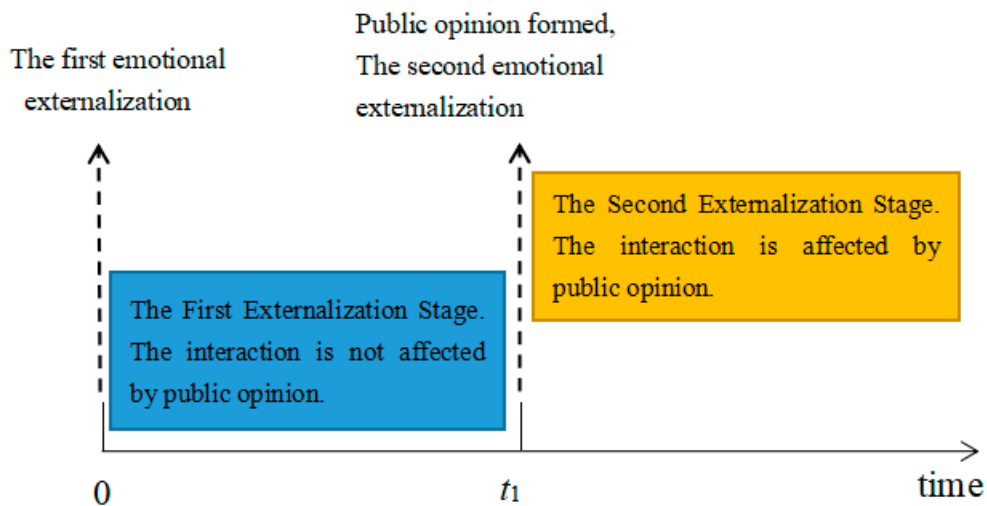 The first emotional
externalization
Public opinion formed,
The second emotional
externalization
The Second Externalization Stage.
The interaction is affected by
public opinion.
The First Externalization Stage.
The interaction is not affected
by public opinion.
0
t1
time